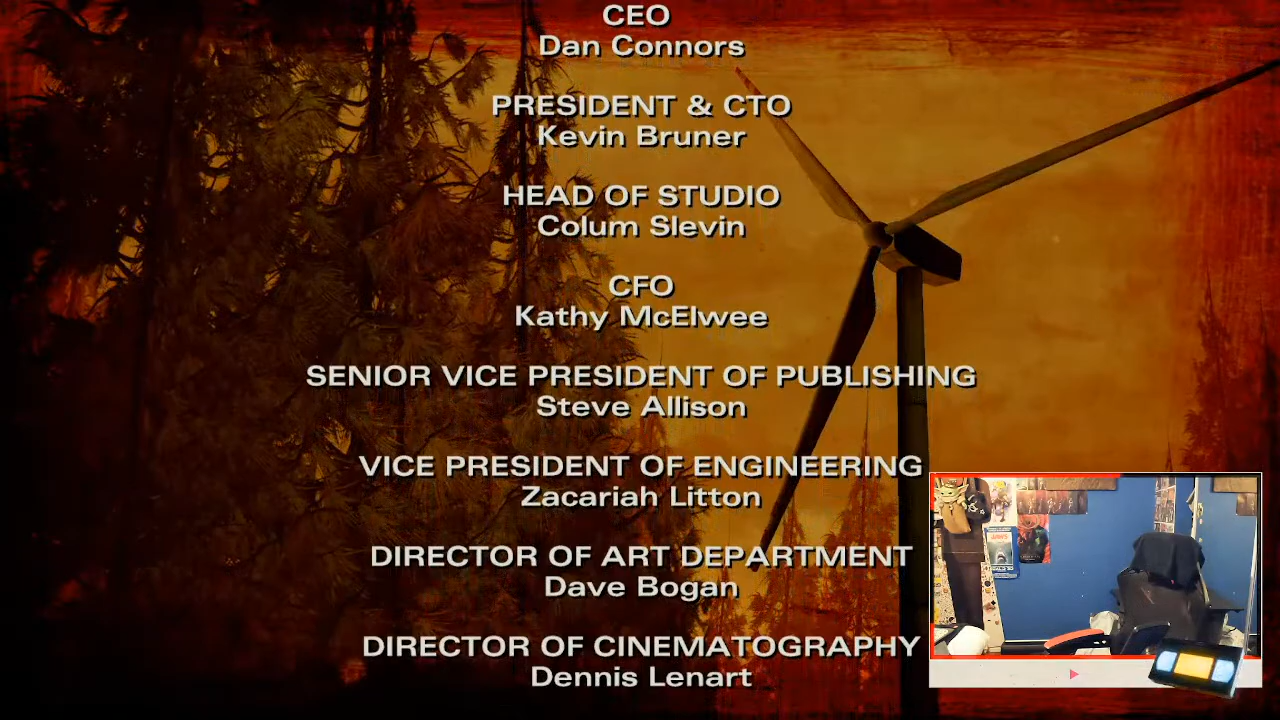 CEO
Dan Connors
PRESIDENT & CTO
Kevin Bruner
HEAD OF STUDIO
Colum Slevin
CFO
Kathy McElwee
SENIOR VICE PRESIDENT OF PUBLISHING
Steve Allison
VICE PRESIDENT OF ENGINEERING
Zacariah Litton
DIRECTOR OF ART DEPARTMENT
Dave Bogan
DIRECTOR OF CINEMATOGRAPHY
Dennis Lenart
JAWS